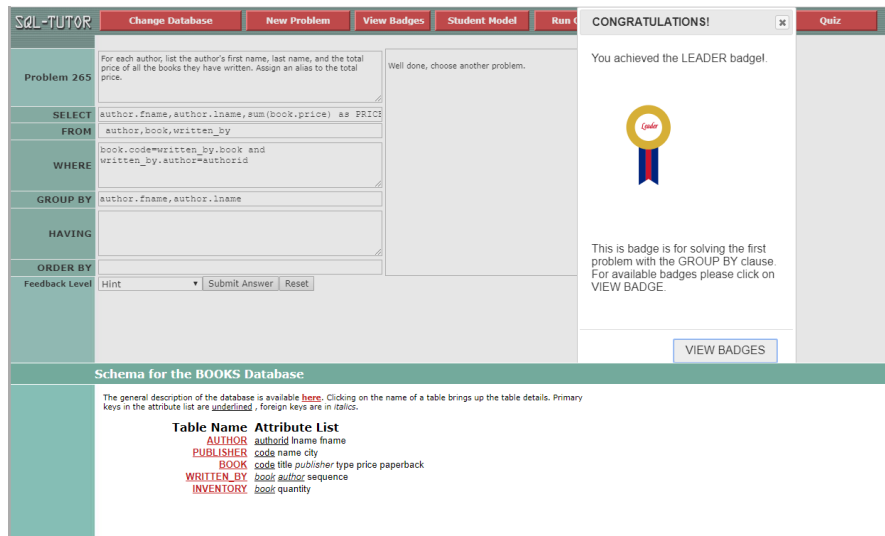 SQL-TUTOR
Change Database
New Problem
View Badges
Student Model
Run
Quiz
Problem 265
For each author, list the author's first name, last name, and the total
price of all the books they have written. Assign an alias to the total
price.
Well done, choose another problem.
SELECT
author.fname,author.lname,sum(book.price) as PRICE
FROM
author,book,written_by
WHERE
book.code=written_by.book and
written_by.author=authorid
GROUP BY
author.fname,author.lname
HAVING
ORDER BY
Feedback Level
Hint
Submit Answer
Reset
CONGRATULATIONS!
x
You achieved the LEADER badge!.
Leader
This is badge is for solving the first
problem with the GROUP BY clause.
For available badges please click on
VIEW BADGE.
VIEW BADGES
Schema for the BOOKS Database
The general description of the database is available here. Clicking on the name of a table brings up the table details. Primary
keys in the attribute list are underlined , foreign keys are in italics.
Table Name Attribute List
AUTHOR authorid lname fname
PUBLISHER code name city
BOOK code title publisher type price paperback
WRITTEN_BY book author sequence
INVENTORY book quantity